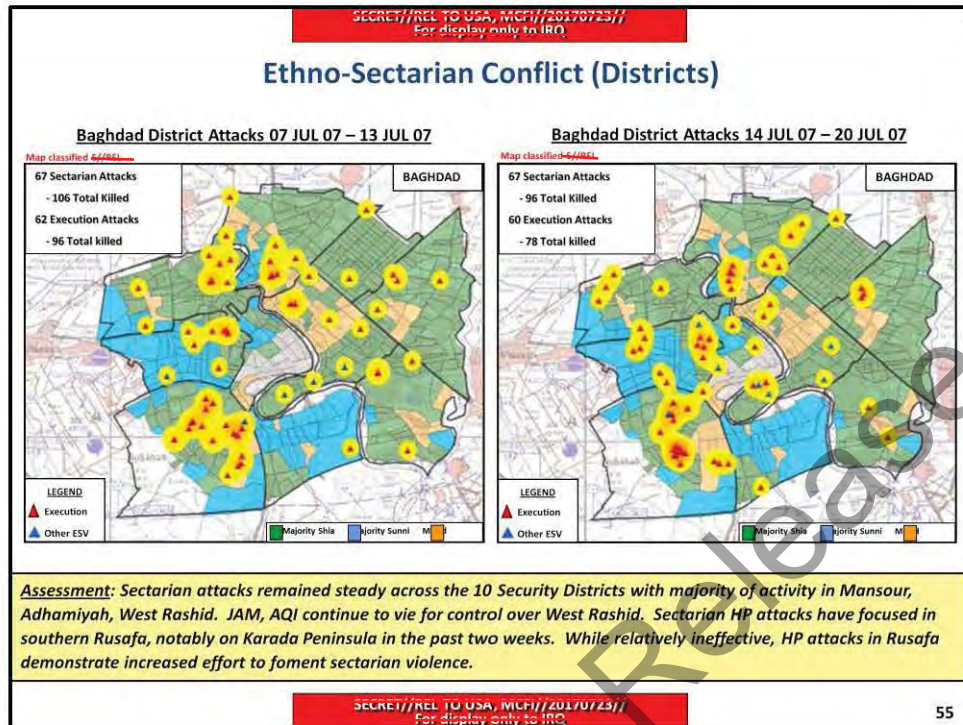 SECRET//REL TO USA, MCFI//20170723//
For display only to IRQ
Ethno-Sectarian Conflict (Districts)
Baghdad District Attacks 07 JUL 07 – 13 JUL 07
Map classified S//REL
67 Sectarian Attacks
- 106 Total Killed
62 Execution Attacks
- 96 Total killed
BAGHDAD
LEGEND
Execution
Other ESV
Majority Shia
ajority Sunni
Baghdad District Attacks 14 JUL 07 – 20 JUL 07
Map classified S//REL
67 Sectarian Attacks
- 96 Total Killed
60 Execution Attacks
- 78 Total killed
BAGHDAD
LEGEND
Execution
Other ESV
Majority Shia
ajority Sunni
Assessment: Sectarian attacks remained steady across the 10 Security Districts with majority of activity in Mansour,
Adhamiyah, West Rashid. JAM, AQI continue to vie for control over West Rashid. Sectarian HP attacks have focused in
southern Rusafa, notably on Karada Peninsula in the past two weeks. While relatively ineffective, HP attacks in Rusafa
demonstrate increased effort to foment sectarian violence.
Release
SECRET//REL TO USA, MCFI//20170723//
For display only to IRQ
55